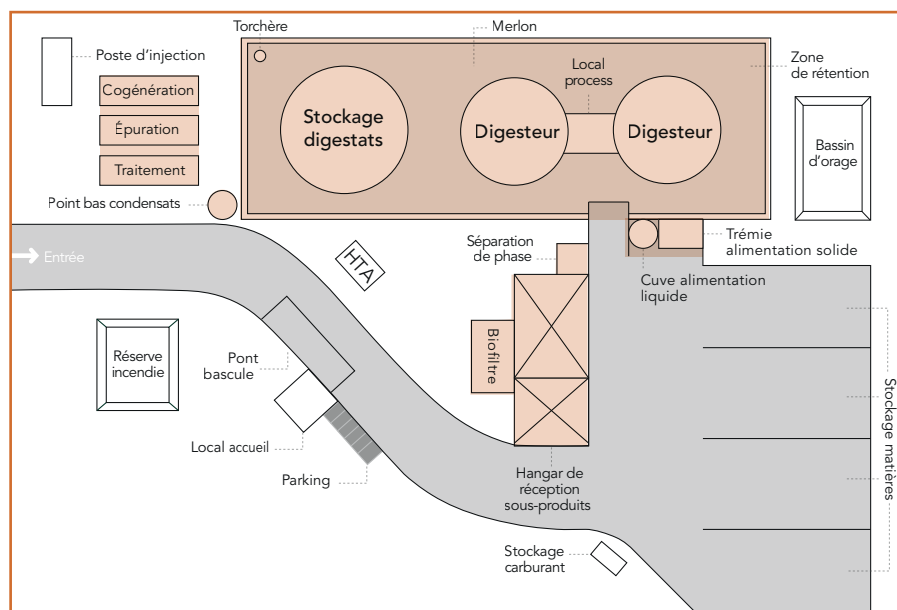 Torchère
Merlon
Poste d'injection
Zone
de rétention
Local
process
Cogénération
Stockage
digestats
Digesteur
Digesteur
Épuration
Bassin
d'orage
Traitement
Point bas condensats
Trémie
alimentation solide
Séparation
de phase
Entrée
HTA
Cuve alimentation
liquide
Biofiltre
Réserve
incendie
Pont
bascule
Stockage matières
Local accueil
Parking
Hangar de
réception
sous-produits
Stockage
carburant